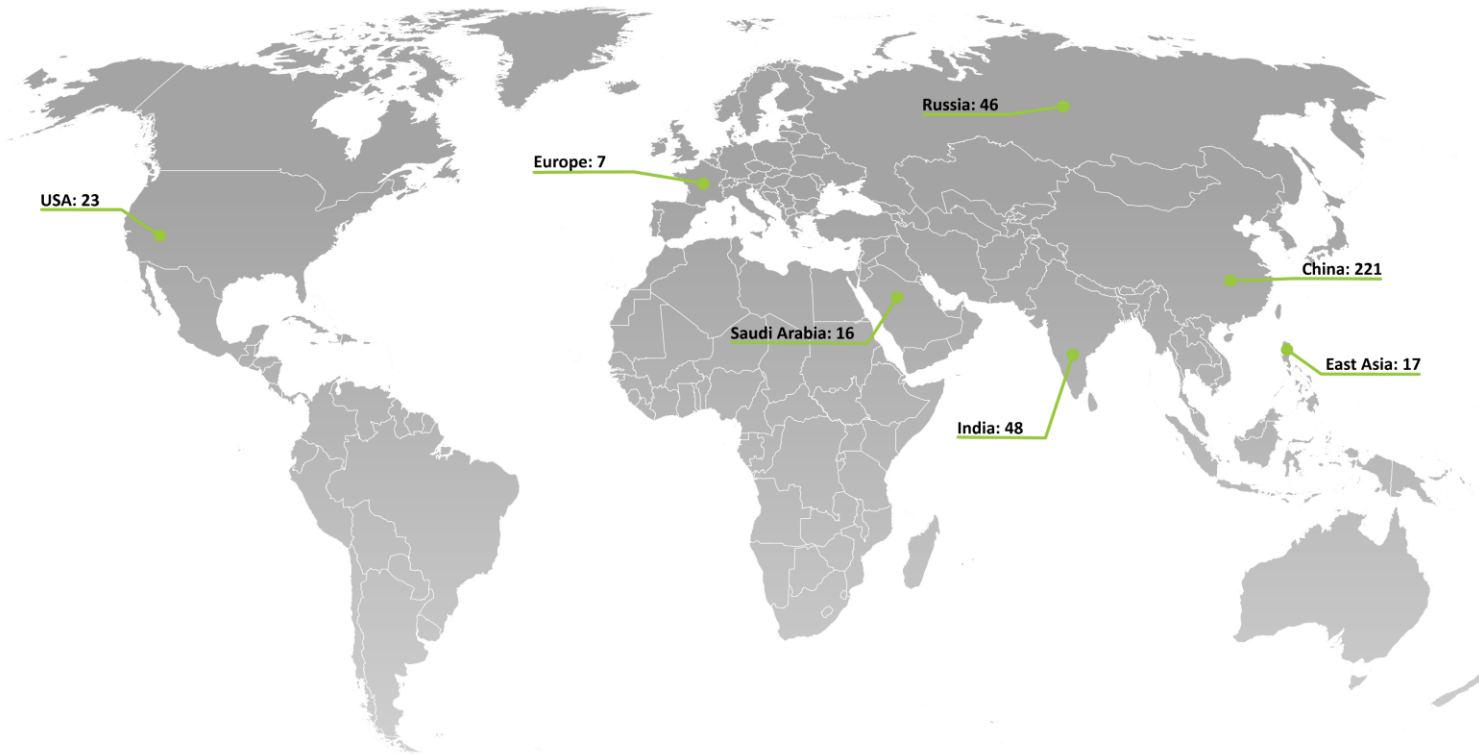 Russia: 46
Europe: 7
USA: 23
China: 221
Saudi Arabia: 16
East Asia: 17
India: 48